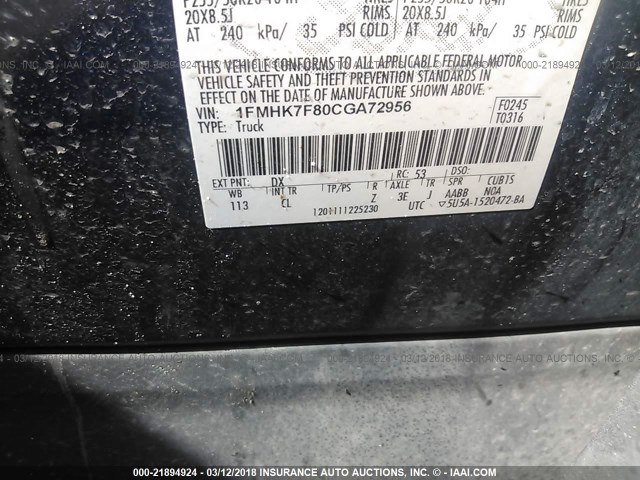 P255/50R20 104H P255/50R20 104H
TIRES
20X8.5J RIMS 20X8.5J RIMS
AT 240 kPa/ 35 PSI COLD AT 240 kPa/ 35 PSI COLD
THIS VEHICLE CONFORMS TO ALL APPLICABLE FEDERAL MOTOR
VEHICLE SAFETY AND THEFT PREVENTION STANDARDS IN
EFFECT ON THE DATE OF MANUFACTURE SHOWN ABOVE.
VIN: 1FMHK7F80CGA72956 F0245
TYPE: Truck T0316
RC: 53 DSO:
EXT PNT: DX
WB INT TR TP/PS R AXLE TR SPR CUBIS
113 CL Z 3E J AABB NOA
1201111225230 UTC ▽5U5A-1520472-BA
000-21894924 - 03/12/2018 INSURANCE AUTO AUCTIONS, INC. - IAAI.COM